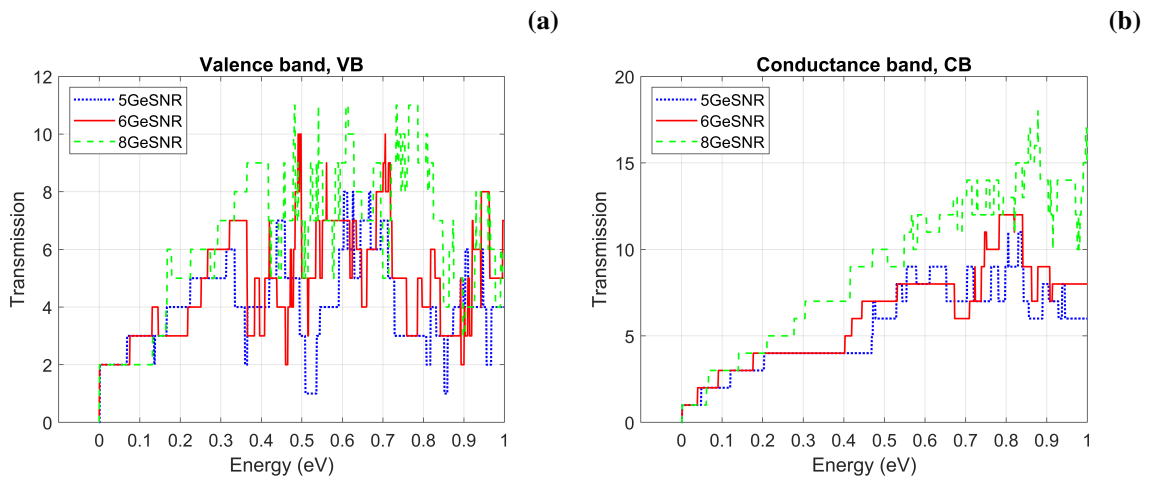 (a)
Valence band, VB
12
10
8
6
4
2
0
Transmission
5GeSNR
6GeSNR
8GeSNR
0 0.1 0.2 0.3 0.4 0.5 0.6 0.7 0.8 0.9 1
Energy (eV)
(b)
Conductance band, CB
20
15
10
5
0
Transmission
5GeSNR
6GeSNR
8GeSNR
0 0.1 0.2 0.3 0.4 0.5 0.6 0.7 0.8 0.9 1
Energy (eV)